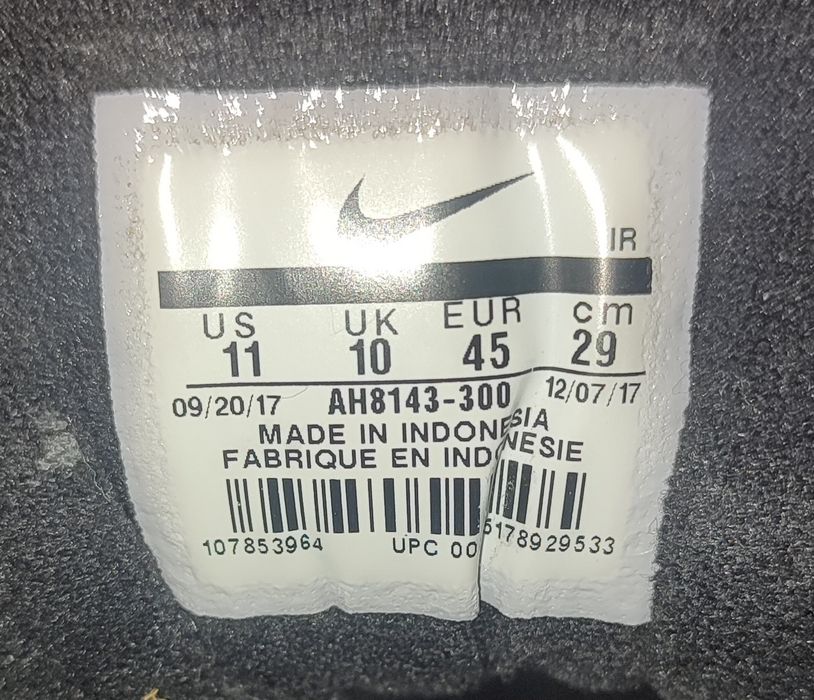 IR
US UK EUR cm
11 10 45 29
09/20/17 AH8143-300 12/07/17
MADE IN INDONESIA
FABRIQUE EN INDONESIE
107853964 UPC 00